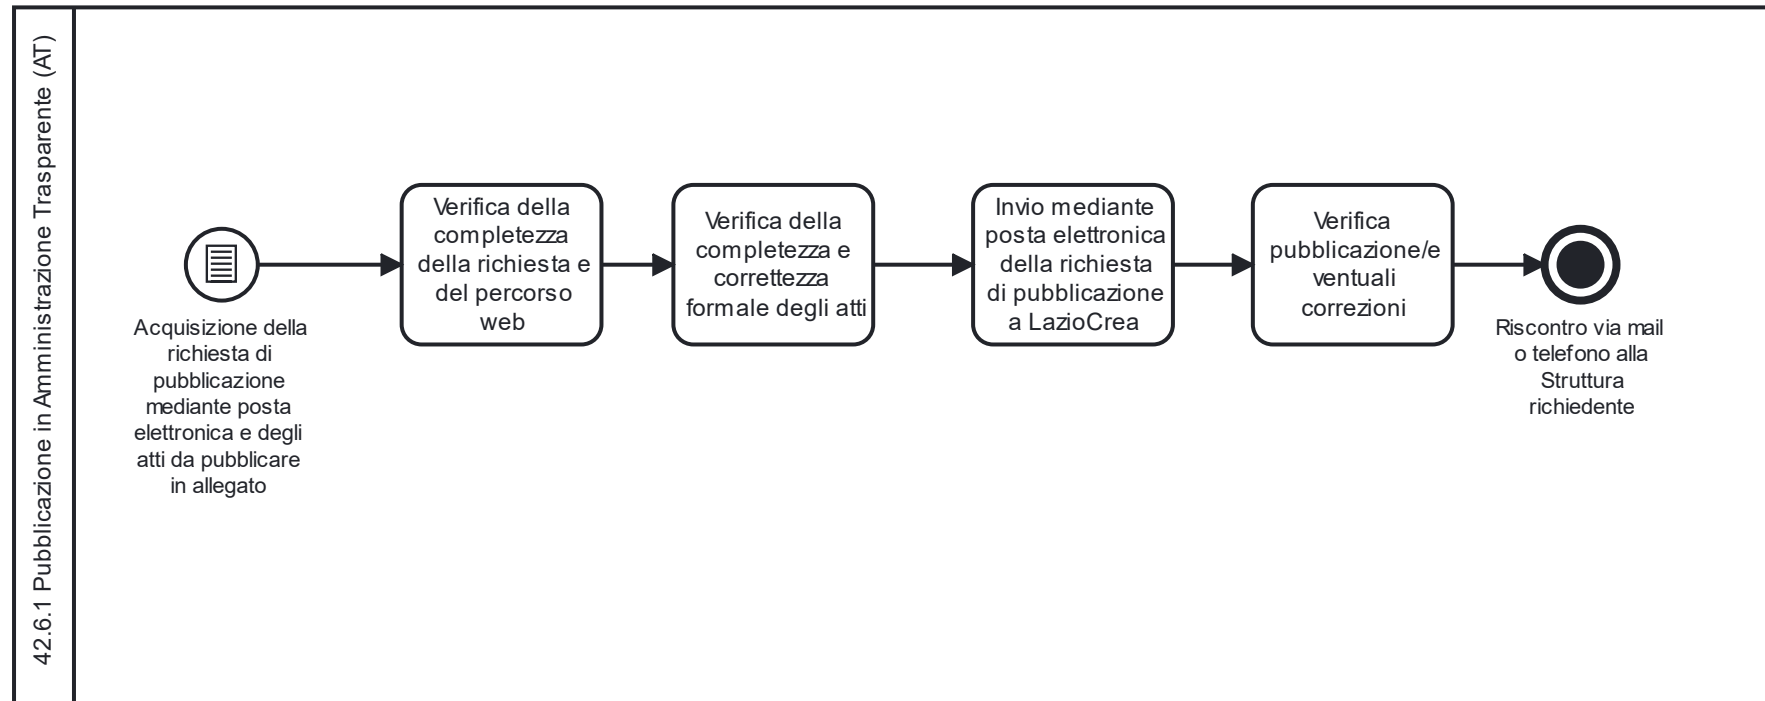 42.6.1 Pubblicazione in Amministrazione Trasparente (AT)
Acquisizione della
richiesta di
pubblicazione
mediante posta
elettronica e degli
atti da pubblicare
in allegato
Verifica della
completezza
della richiesta e
del percorso
web
Verifica della
completezza e
correttezza
formale degli atti
Invio mediante
posta elettronica
della richiesta
di pubblicazione
a LazioCrea
Verifica
pubblicazione/e
ventuali
correzioni
Riscontro via mail
o telefono alla
Struttura
richiedente